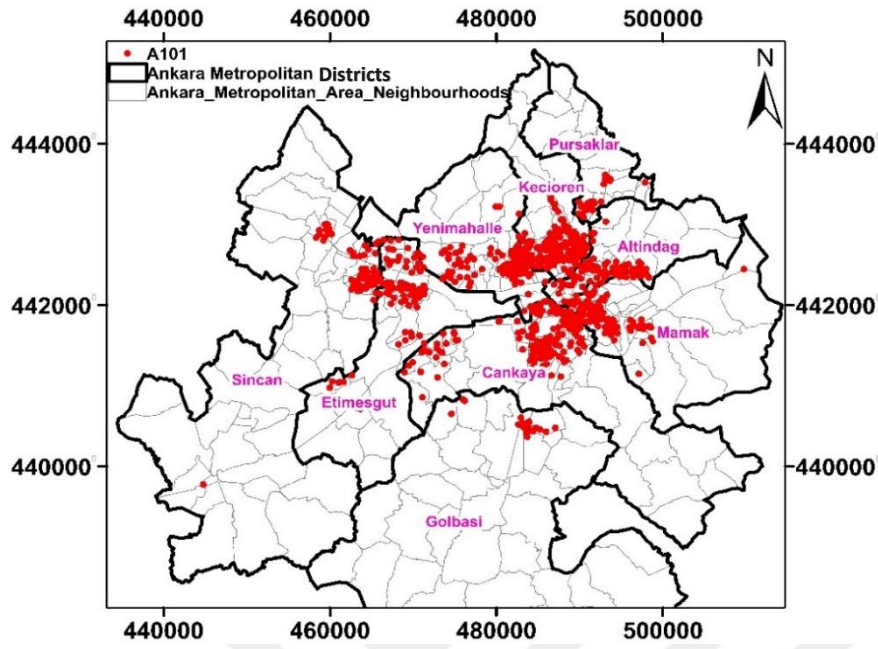 440000 460000 480000 500000
A101
Ankara Metropolitan Districts
Ankara_Metropolitan_Area_Neighbourhoods
N
444000 444000
Pursaklar
Kecioren
Yenimahalle
Altindag
442000 442000
Mamak
Sincan
Cankaya
Etimesgut
440000 440000
Golbasi
440000 460000 480000 500000